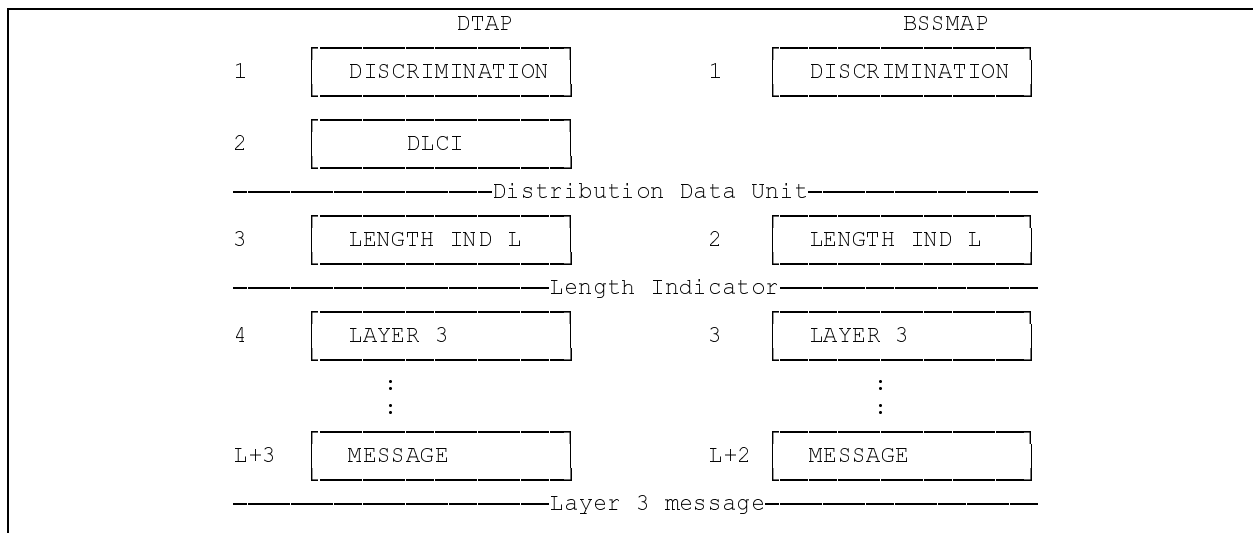 DTAP BSSMAP
1 DISCRIMINATION 1 DISCRIMINATION
2 DLCI
Distribution Data Unit
3 LENGTH IND L 2 LENGTH IND L
Length Indicator
4 LAYER 3 3 LAYER 3
: :
: :
L+3 MESSAGE L+2 MESSAGE
Layer 3 message